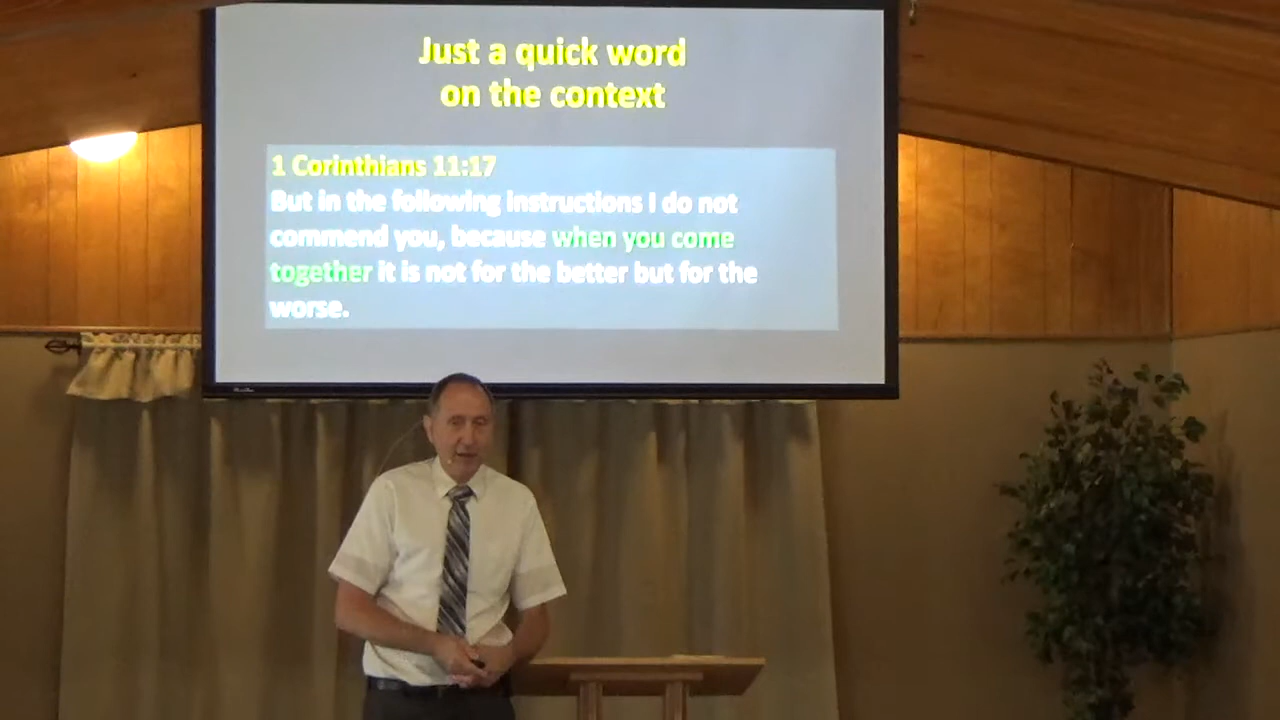 Just a quick word
on the context
1 Corinthians 11:17
But in the following instructions I do not
commend you, because when you come
together it is not for the better but for the
worse.